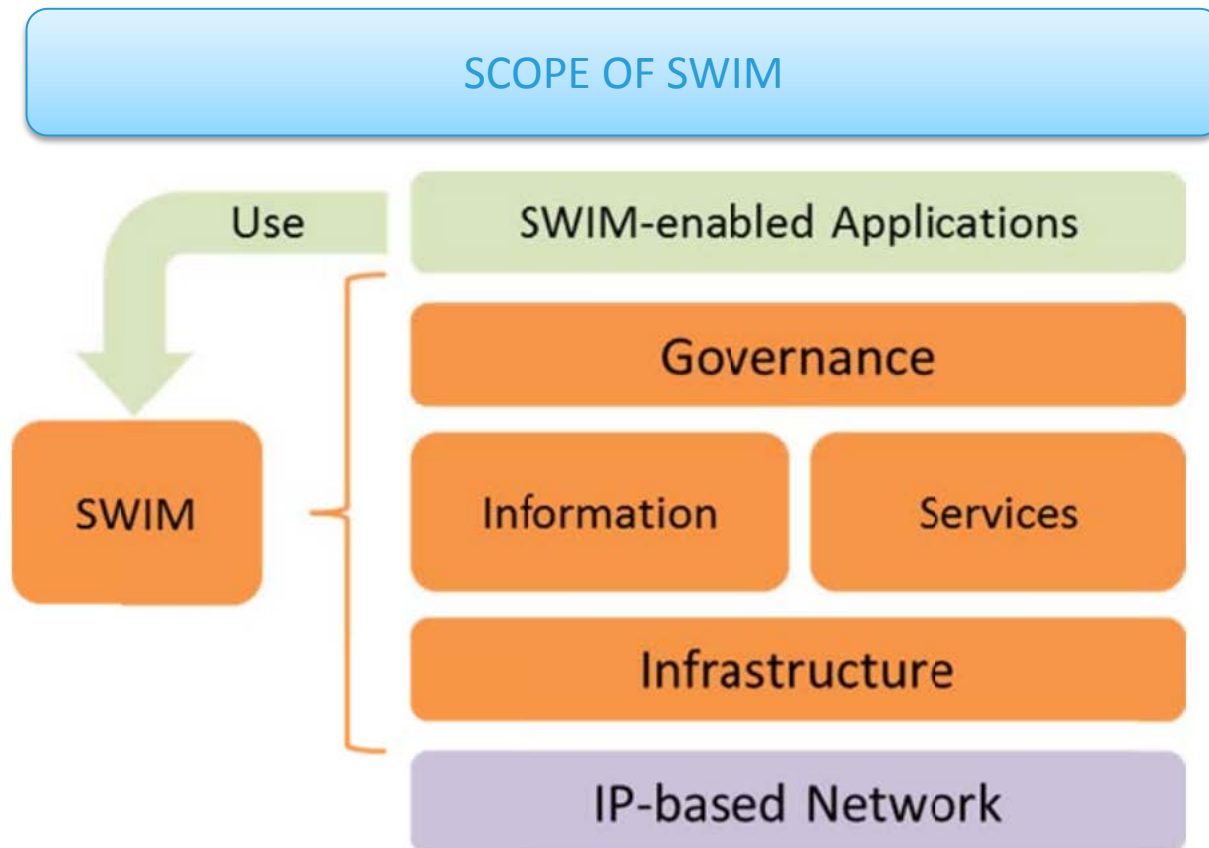 SCOPE OF SWIM
Use
SWIM-enabled Applications
Governance
SWIM
Information
Services
Infrastructure
IP-based Network